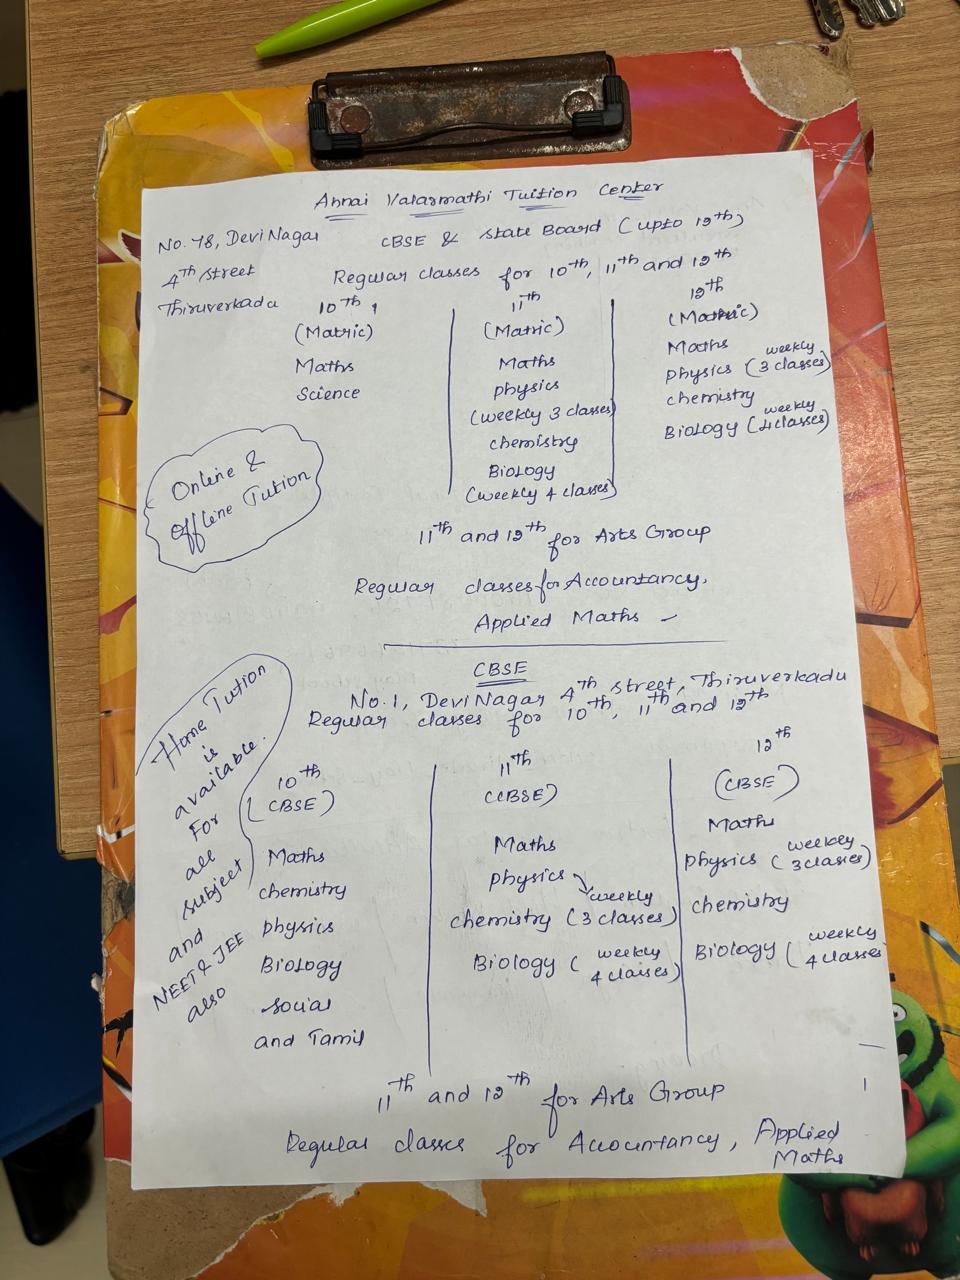 Annai Valarmathi Tuition Center
No. 78, Devi Nagar
4th street
Thiruverkadu
CBSE & State Board (upto 12th)
Regular classes for 10th, 11th and 12th
10th
(Matric)
Maths
Science
11th
(Matric)
Maths
physics
(weekly 3 classes)
chemistry
Biology
(weekly 4 classes)
12th
(Matric)
Maths
physics (weekly 3 classes)
chemistry
Biology (weekly 4 classes)
Online &
Offline Tution
11th and 12th for Arts Group
Regular classes for Accountancy,
Applied Maths
CBSE
No. 1, Devi Nagar 4th street, Thiruverkadu
Regular classes for 10th, 11th and 12th
Home Tution
is
available.
For
all
subject
and
NEET & JEE
also
10th
(CBSE)
Maths
chemistry
physics
Biology
social
and Tamil
11th
(CBSE)
Maths
physics
chemistry (weekly 3 classes)
Biology (weekly 4 classes)
12th
(CBSE)
Maths
physics (weekly 3 classes)
chemistry
Biology (weekly 4 classes)
11th and 12th for Arts Group
Regular classes for Accountancy, Applied
Maths